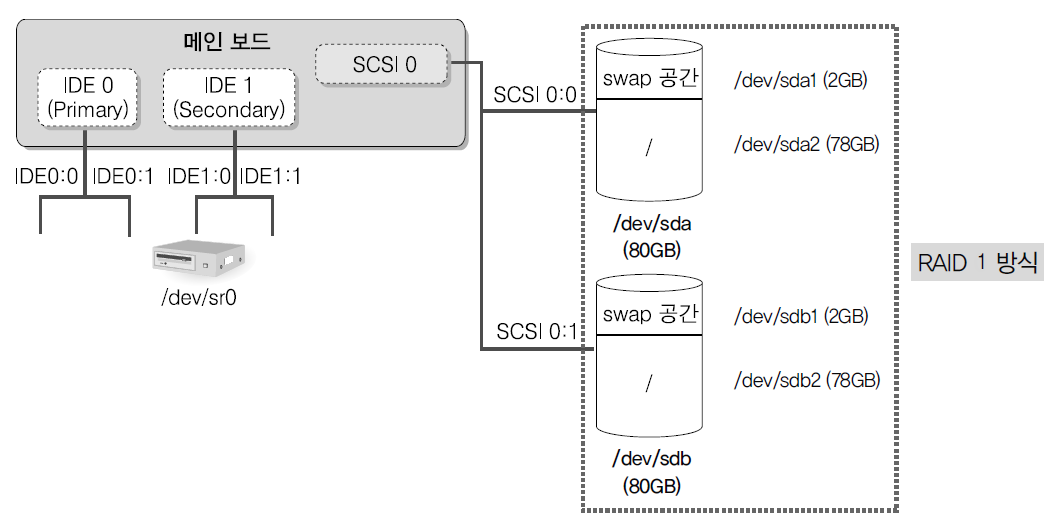 메인 보드
IDE 0
(Primary)
IDE 1
(Secondary)
SCSI 0
IDE0:0
IDE0:1
IDE1:0
IDE1:1
/dev/sr0
SCSI 0:0
swap 공간
/
/dev/sda1 (2GB)
/dev/sda2 (78GB)
/dev/sda
(80GB)
SCSI 0:1
swap 공간
/
/dev/sdb1 (2GB)
/dev/sdb2 (78GB)
/dev/sdb
(80GB)
RAID 1 방식